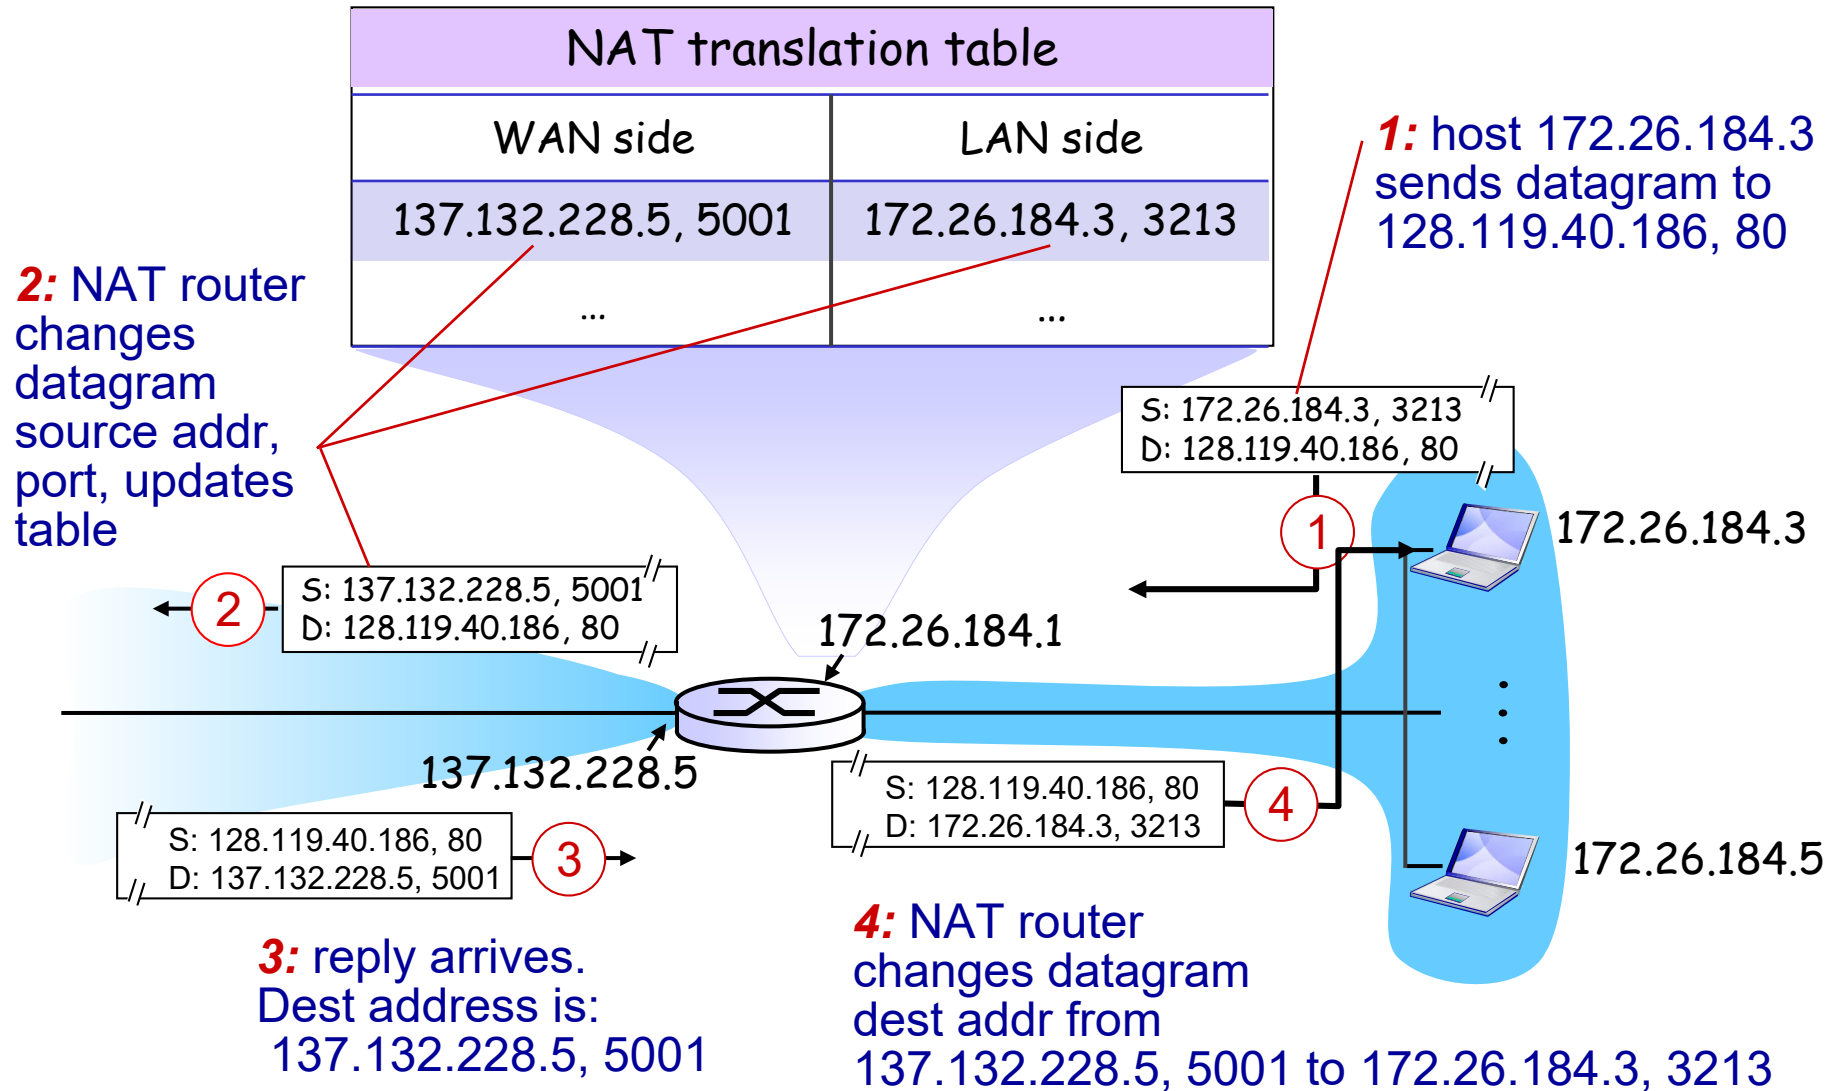 NAT translation table
WAN side
LAN side
137.132.228.5, 5001
172.26.184.3, 3213
...
...
1: host 172.26.184.3
sends datagram to
128.119.40.186, 80
2: NAT router
changes
datagram
source addr,
port, updates
table
S: 172.26.184.3, 3213
D: 128.119.40.186, 80
1
172.26.184.3
S: 137.132.228.5, 5001
D: 128.119.40.186, 80
2
172.26.184.1
137.132.228.5
S: 128.119.40.186, 80
D: 172.26.184.3, 3213
4
S: 128.119.40.186, 80
D: 137.132.228.5, 5001
3
172.26.184.5
3: reply arrives.
Dest address is:
137.132.228.5, 5001
4: NAT router
changes datagram
dest addr from
137.132.228.5, 5001 to 172.26.184.3, 3213